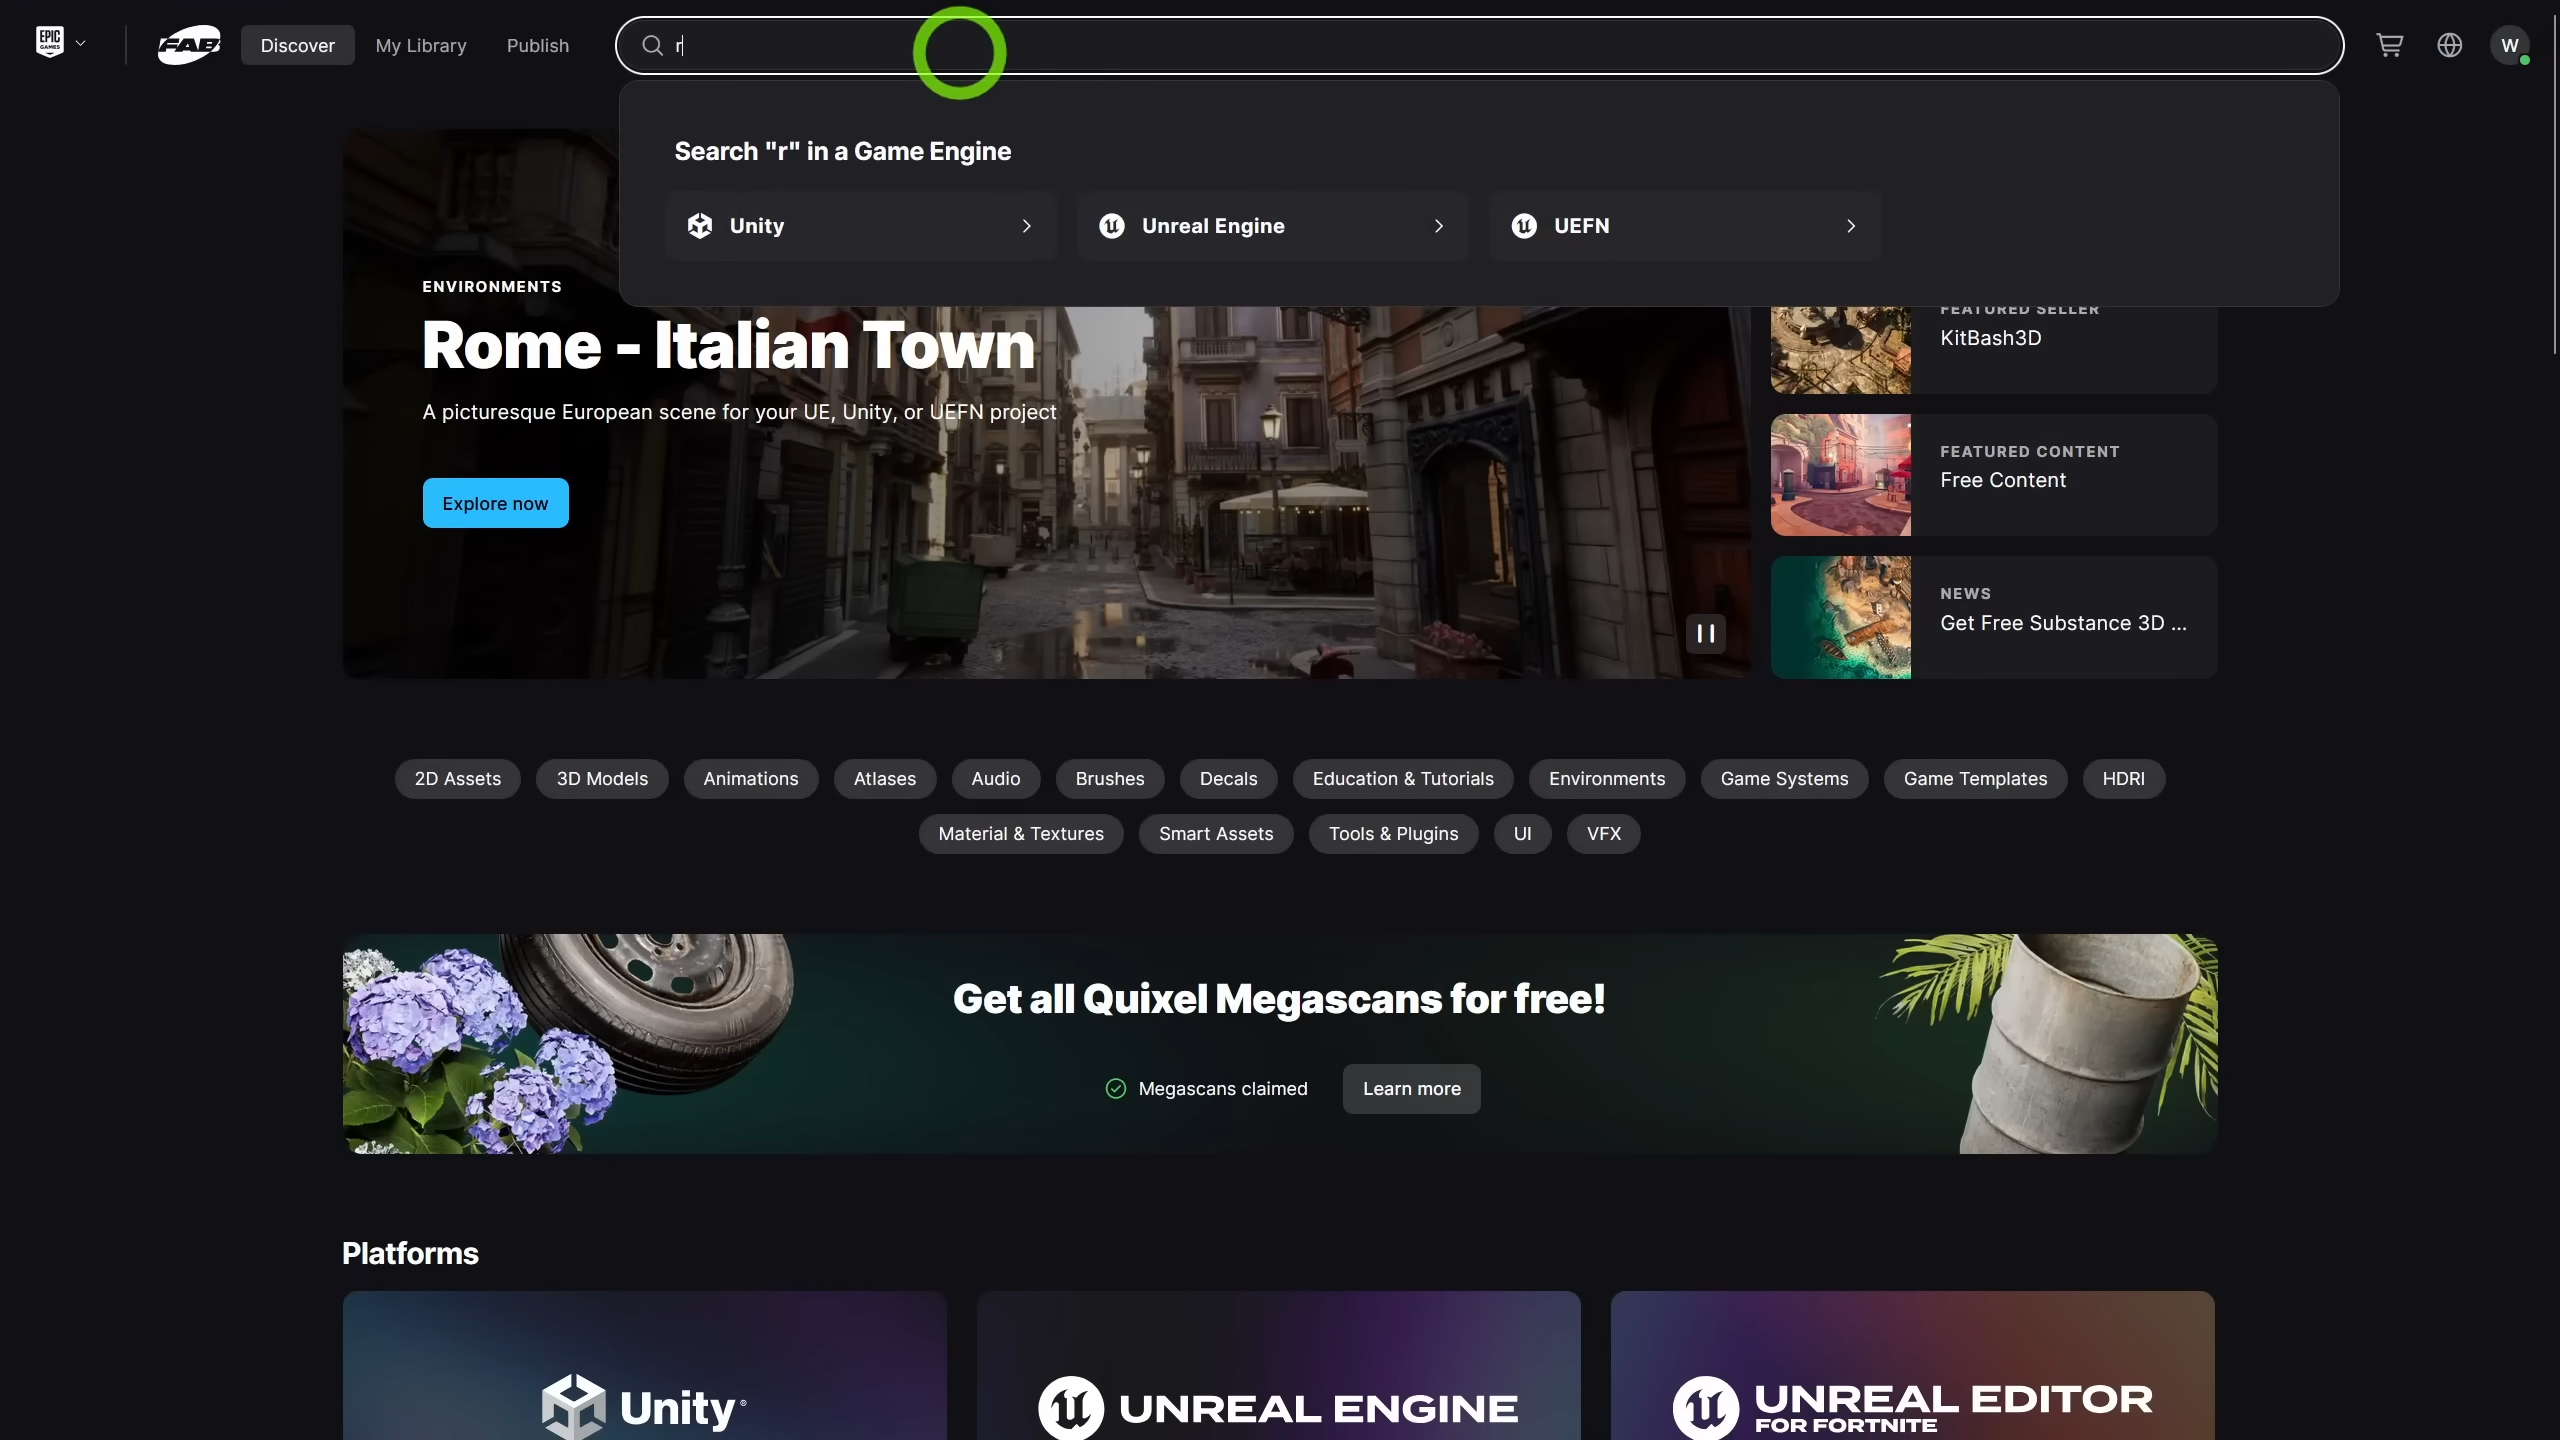 EPIC
GAMES
FAB
Discover
My Library
Publish
r
W
Search "r" in a Game Engine
Unity
Unreal Engine
UEFN
ENVIRONMENTS
Rome - Italian Town
A picturesque European scene for your UE, Unity, or UEFN project
Explore now
FEATURED SELLER
KitBash3D
FEATURED CONTENT
Free Content
NEWS
Get Free Substance 3D ...
2D Assets
3D Models
Animations
Atlases
Audio
Brushes
Decals
Education & Tutorials
Environments
Game Systems
Game Templates
HDRI
Material & Textures
Smart Assets
Tools & Plugins
UI
VFX
Get all Quixel Megascans for free!
Megascans claimed
Learn more
Platforms
Unity
UNREAL ENGINE
UNREAL EDITOR
FOR FORTNITE